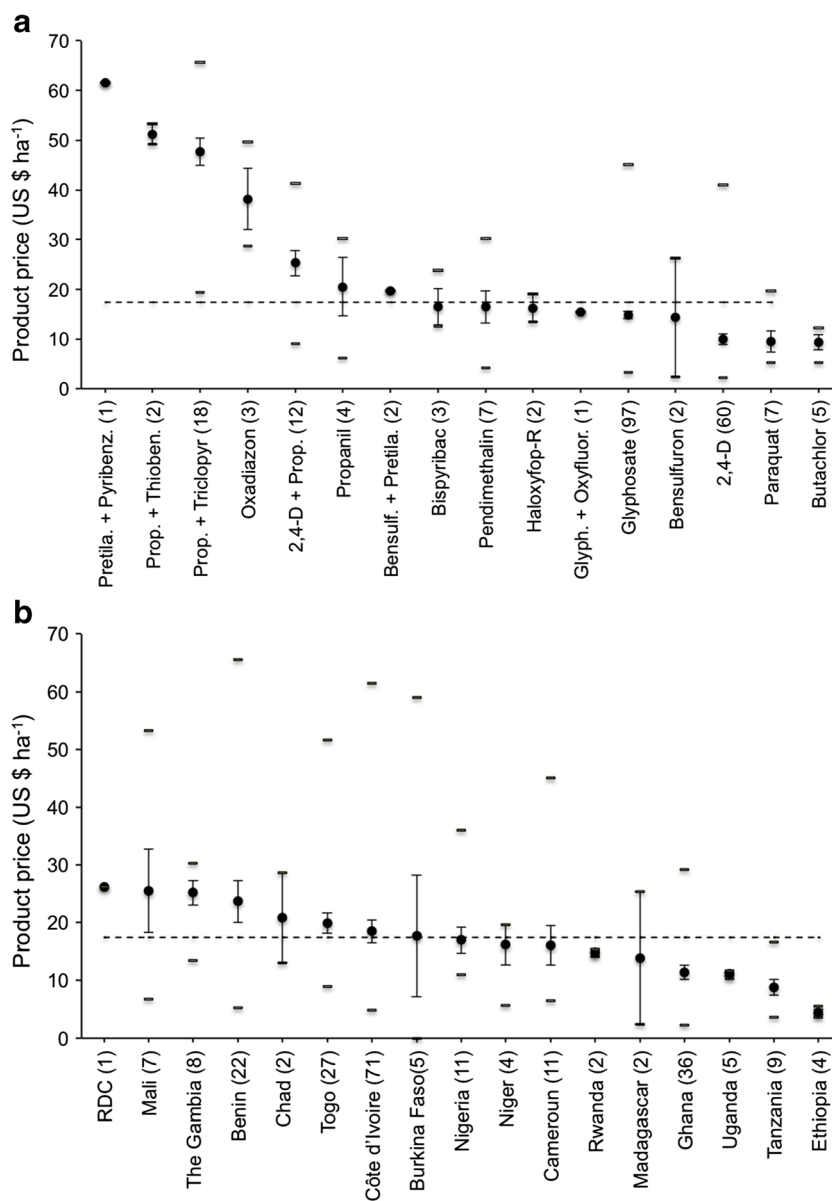 a
Product price (US $ ha-1)
70
60
50
40
30
20
10
0
Pretila. + Pyribenz. (1)
Prop. + Thioben. (2)
Prop. + Triclopyr (18)
Oxadiazon (3)
2,4-D + Prop. (12)
Propanil (4)
Bensulf. + Pretila. (2)
Bispyribac (3)
Pendimethalin (7)
Haloxyfop-R (2)
Glyph. + Oxyfluor. (1)
Glyphosate (97)
Bensulfuron (2)
2,4-D (60)
Paraquat (7)
Butachlor (5)
b
Product price (US $ ha-1)
70
60
50
40
30
20
10
0
RDC (1)
Mali (7)
The Gambia (8)
Benin (22)
Chad (2)
Togo (27)
Côte d'Ivoire (71)
Burkina Faso(5)
Nigeria (11)
Niger (4)
Cameroun (11)
Rwanda (2)
Madagascar (2)
Ghana (36)
Uganda (5)
Tanzania (9)
Ethiopia (4)